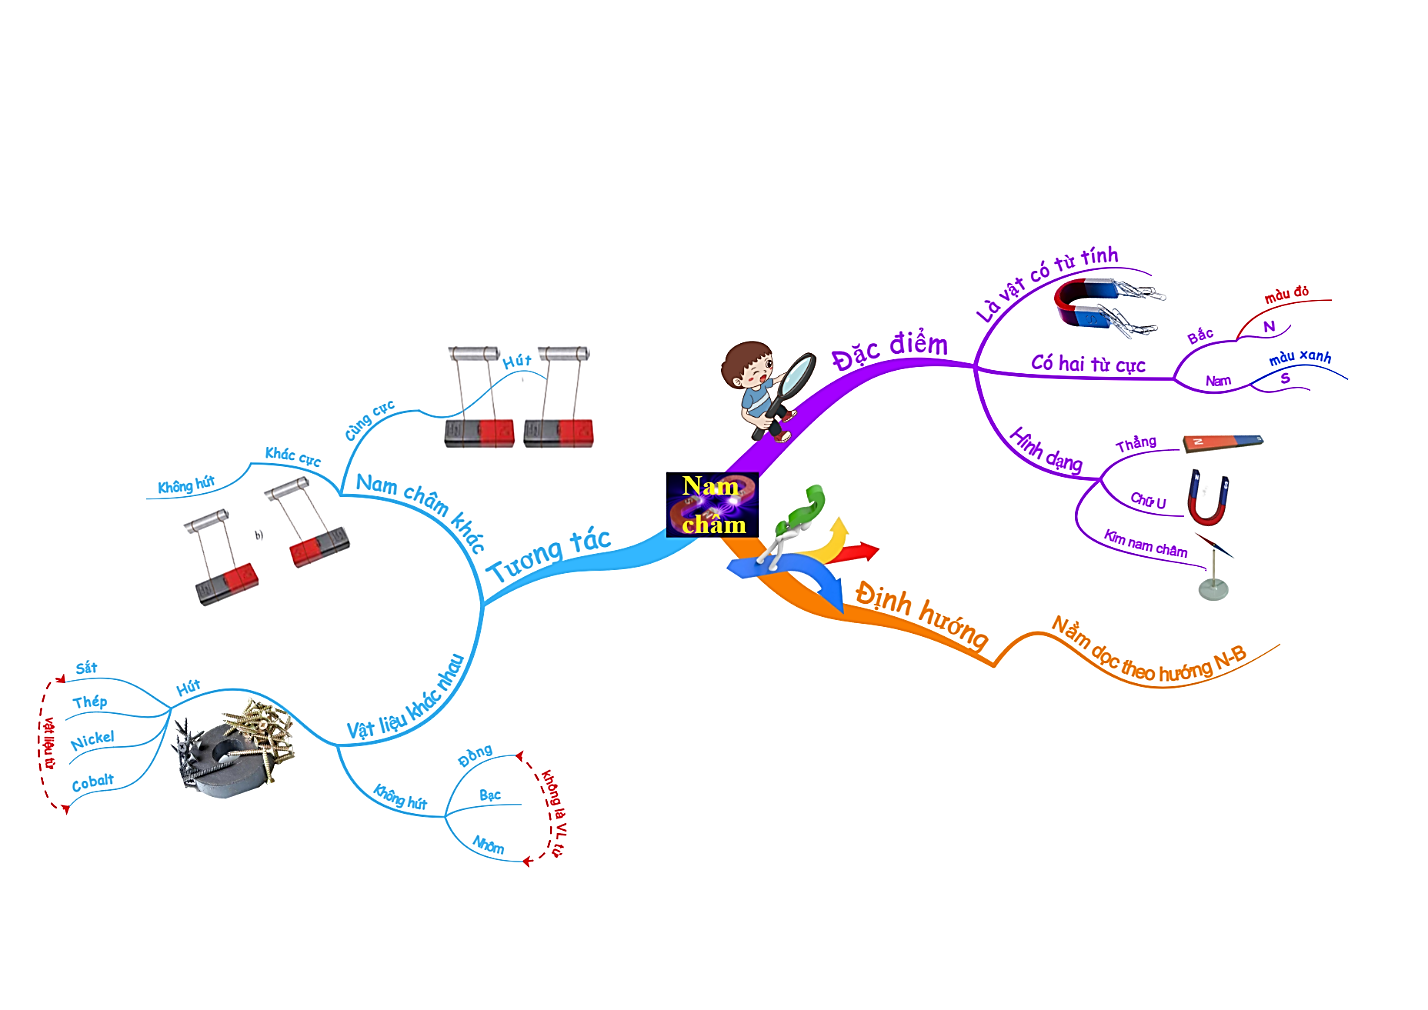 Nam
châm
Đặc điểm
Là vật có từ tính
Có hai từ cực
Bắc
màu đỏ
N
Nam
màu xanh
S
Hình dạng
Thẳng
N
Chữ U
Kim nam châm
Định hướng
Nằm dọc theo hướng N-B
Tương tác
Nam châm khác
Cùng cực
Hút
Khác cực
Không hút
b)
Vật liệu khác nhau
Hút
Sắt
Thép
Nickel
Cobalt
vật liệu từ
Không hút
Đồng
Bạc
Nhôm
không là VL từ